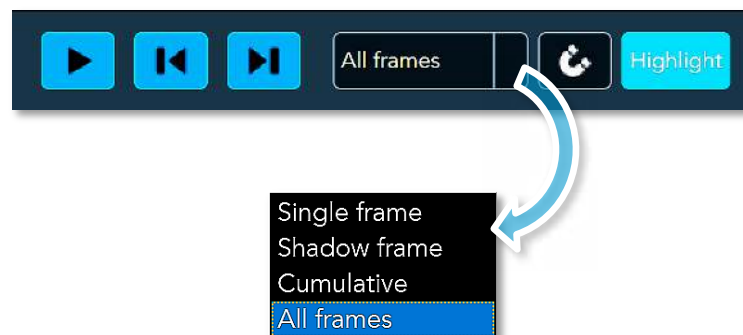 All frames
Highlight
Single frame
Shadow frame
Cumulative
All frames